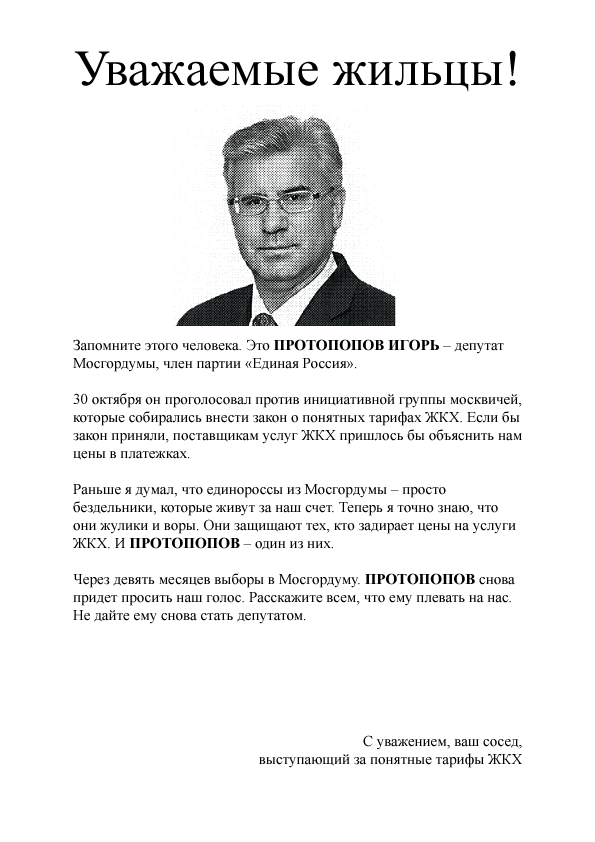 Уважаемые жильцы!
Запомните этого человека. Это ПРОТОПОПОВ ИГОРЬ – депутат
Мосгордумы, член партии «Единая Россия».
30 октября он проголосовал против инициативной группы москвичей,
которые собирались внести закон о понятных тарифах ЖКХ. Если бы
закон приняли, поставщикам услуг ЖКХ пришлось бы объяснить нам
цены в платежках.
Раньше я думал, что единороссы из Мосгордумы – просто
бездельники, которые живут за наш счет. Теперь я точно знаю, что
они жулики и воры. Они защищают тех, кто задирает цены на услуги
ЖКХ. И ПРОТОПОПОВ – один из них.
Через девять месяцев выборы в Мосгордуму. ПРОТОПОПОВ снова
придет просить наш голос. Расскажите всем, что ему плевать на нас.
Не дайте ему снова стать депутатом.
С уважением, ваш сосед,
выступающий за понятные тарифы ЖКХ